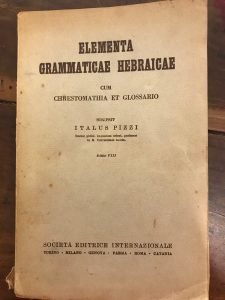 ELEMENTA
GRAMMATICAE HEBRAICAE
CUM
CHRESTOMATHIA ET GLOSSARIO
SCRIPSIT
ITALUS PIZZI
Editio VIII
SOCIETÀ EDITRICE INTERNAZIONALE
TORINO - MILANO - GENOVA - PARMA - ROMA - CATANIA